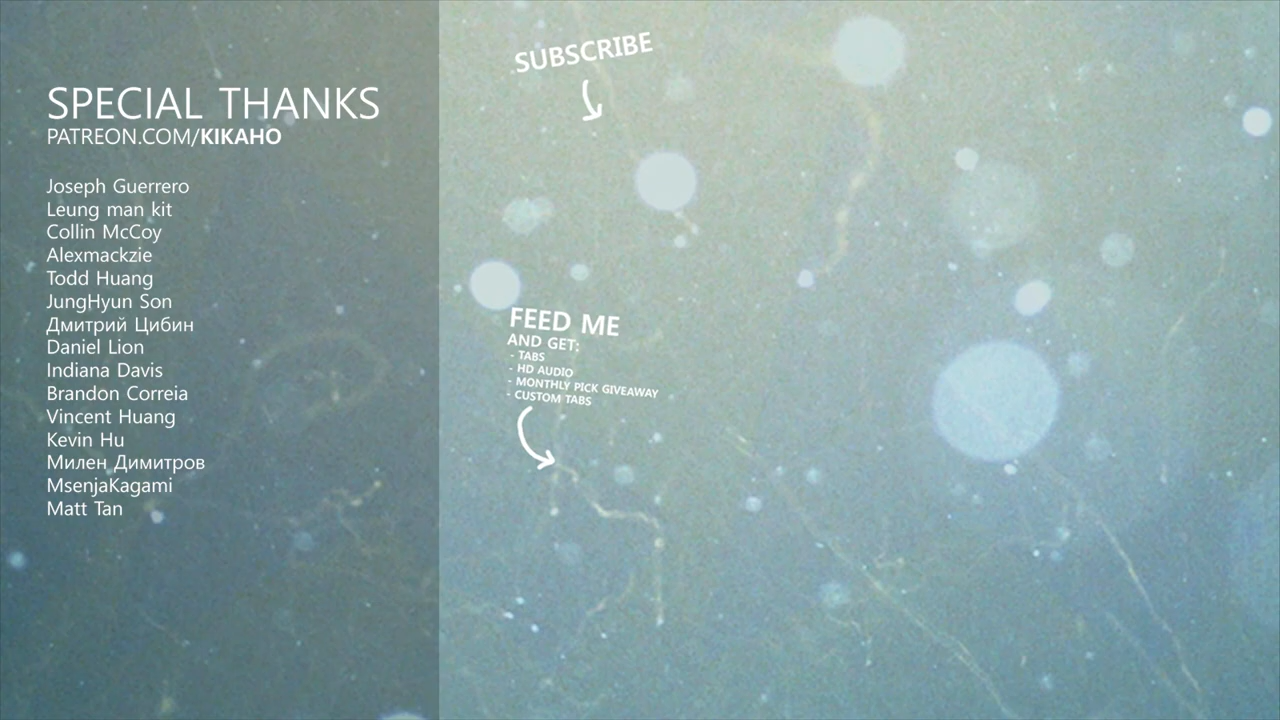 SPECIAL THANKS
PATREON.COM/KIKAHO
Joseph Guerrero
Leung man kit
Collin McCoy
Alexmackzie
Todd Huang
JungHyun Son
Дмитрий Цибин
Daniel Lion
Indiana Davis
Brandon Correia
Vincent Huang
Kevin Hu
Милен Димитров
MsenjaKagami
Matt Tan
SUBSCRIBE
FEED ME
AND GET:
- TABS
- HD AUDIO
- MONTHLY PICK GIVEAWAY
- CUSTOM TABS